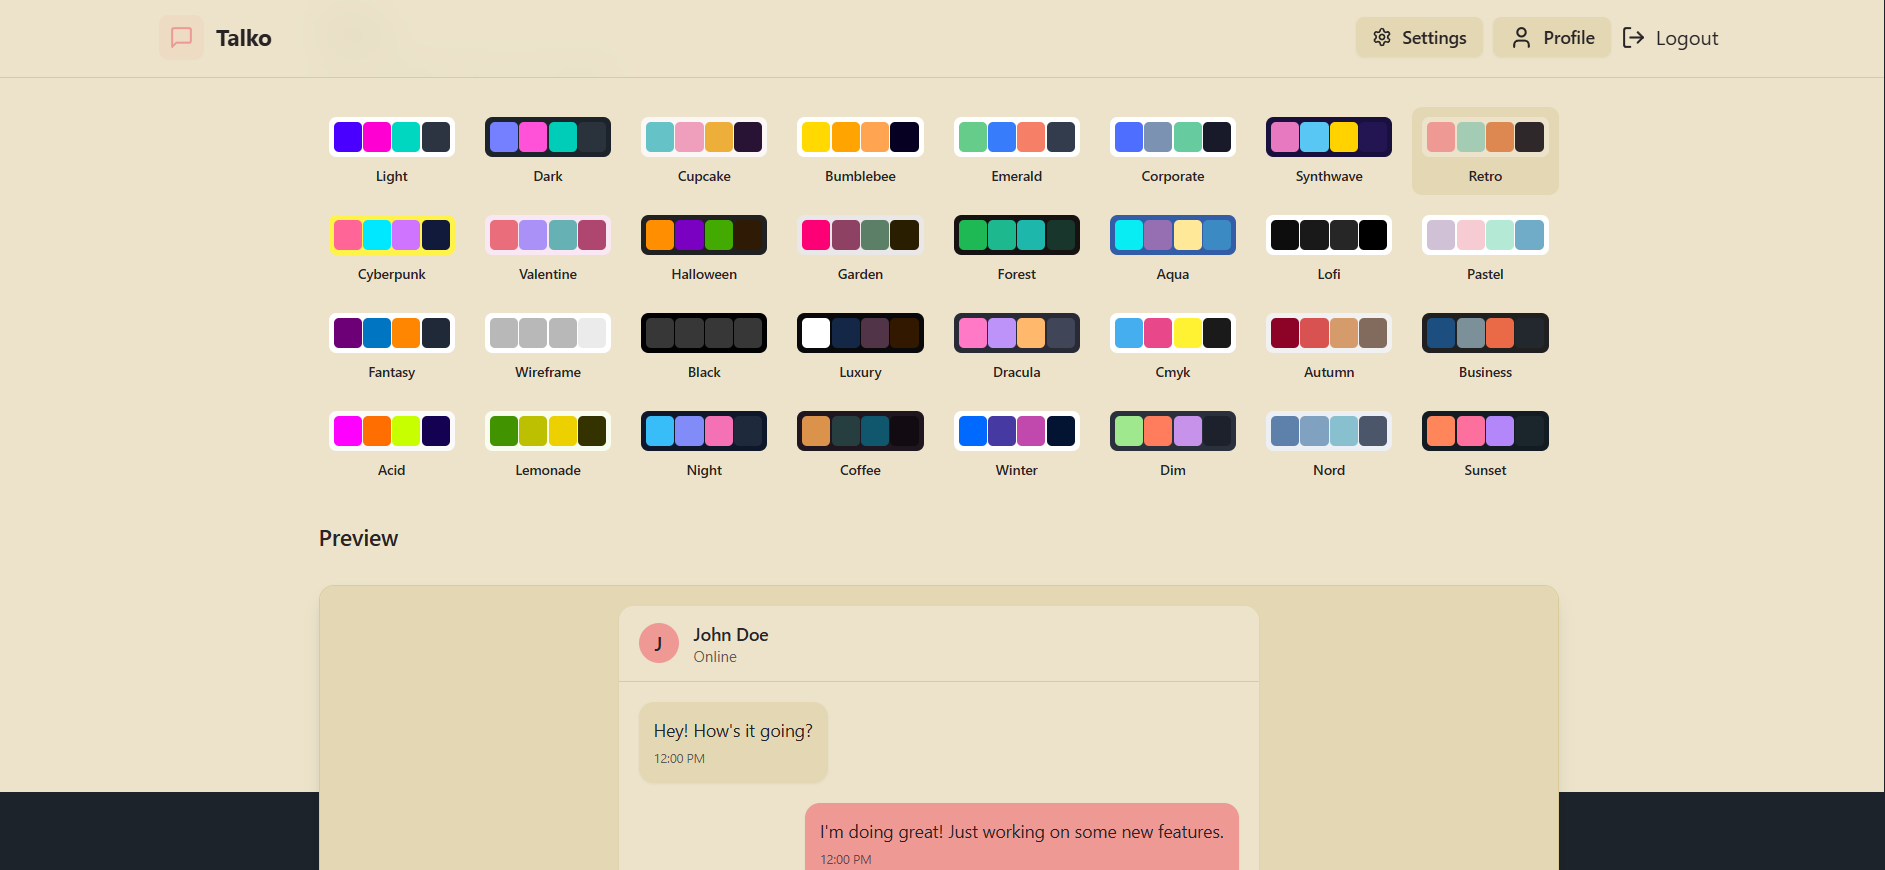 Talko
Settings
Profile
Logout
Light
Dark
Cupcake
Bumblebee
Emerald
Corporate
Synthwave
Retro
Cyberpunk
Valentine
Halloween
Garden
Forest
Aqua
Lofi
Pastel
Fantasy
Wireframe
Black
Luxury
Dracula
Cmyk
Autumn
Business
Acid
Lemonade
Night
Coffee
Winter
Dim
Nord
Sunset
Preview
J
John Doe
Online
Hey! How's it going?
12:00 PM
I'm doing great! Just working on some new features.
12:00 PM